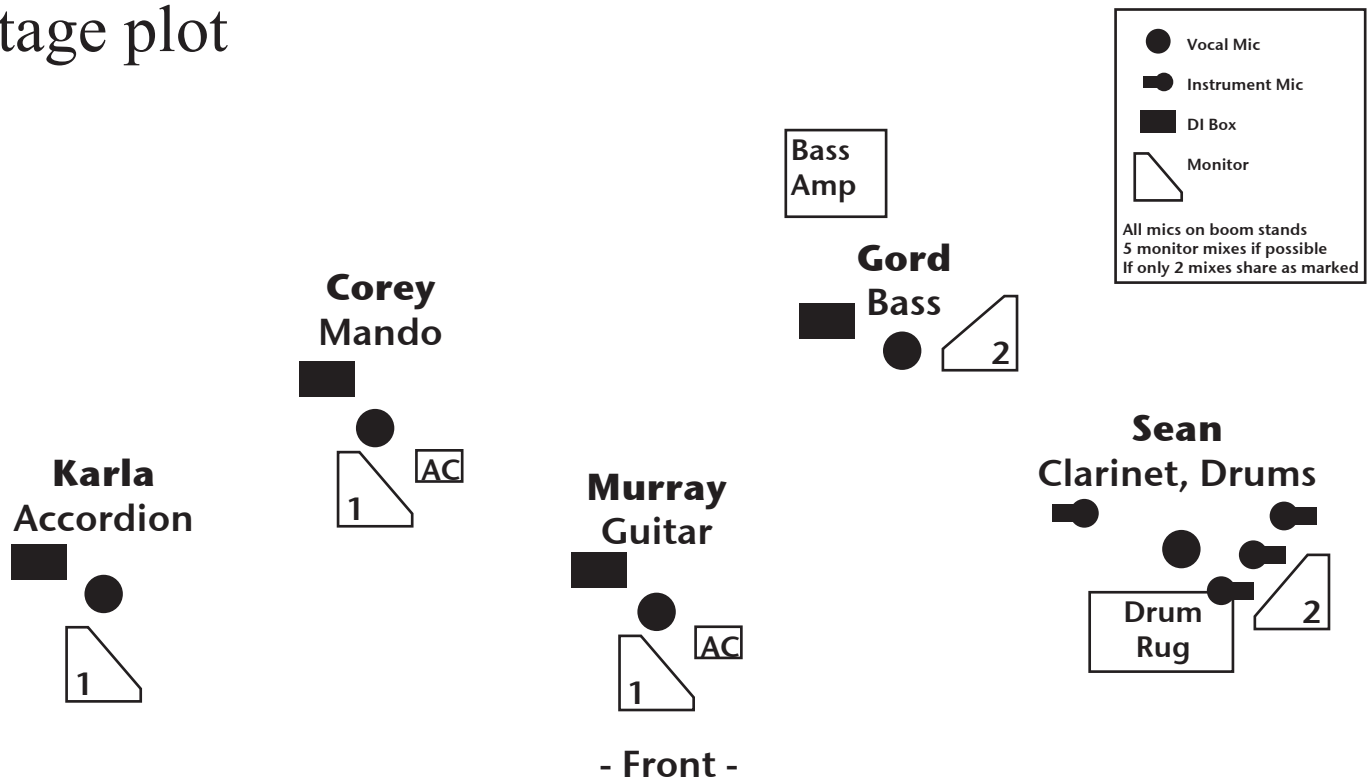 tage plot
Vocal Mic
Instrument Mic
DI Box
Monitor
All mics on boom stands
5 monitor mixes if possible
If only 2 mixes share as marked
Bass
Amp
Gord
Bass
2
Corey
Mando
AC
1
Karla
Accordion
1
Murray
Guitar
AC
1
Sean
Clarinet, Drums
Drum
Rug
2
- Front -